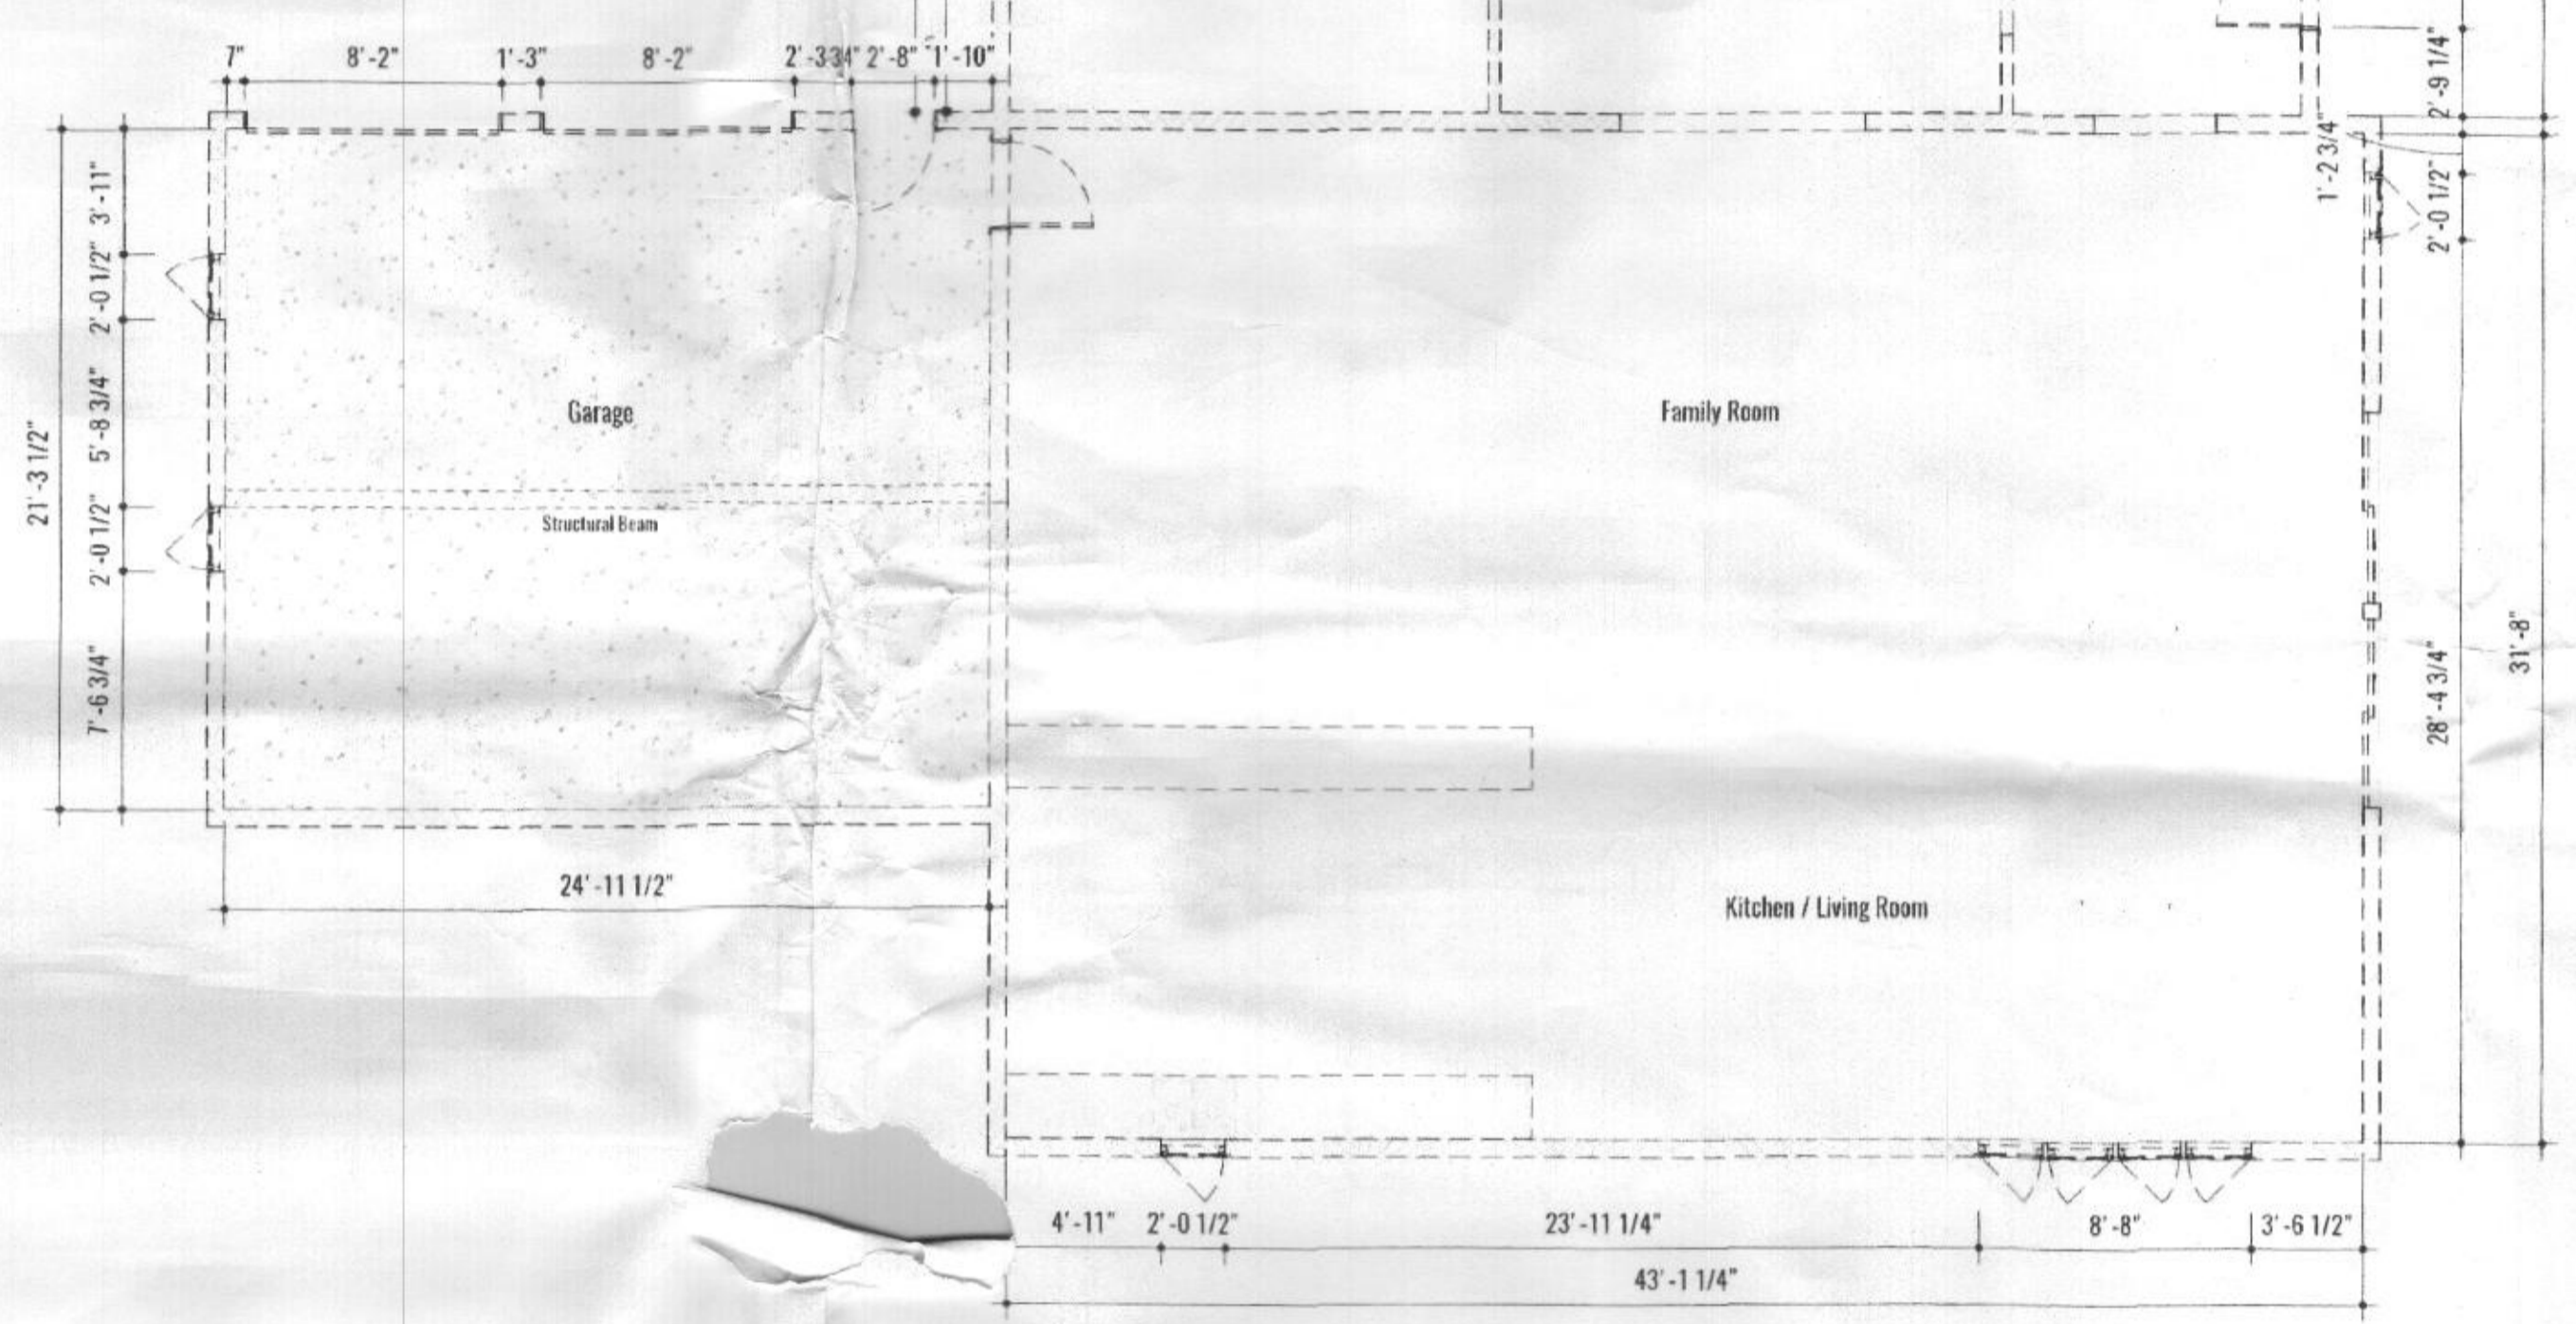 7" 8'-2" 1'-3" 8'-2" 2'-3 3/4" 2'-8" 1'-10"
2'-9 1/4"
1'-2 3/4"
2'-0 1/2"
3'-11"
2'-0 1/2"
5'-8 3/4"
2'-0 1/2"
7'-6 3/4"
21'-3 1/2"
Garage
Family Room
Structural Beam
28'-4 3/4"
31'-8"
24'-11 1/2"
Kitchen / Living Room
4'-11" 2'-0 1/2" 23'-11 1/4" 8'-8" 3'-6 1/2"
43'-1 1/4"